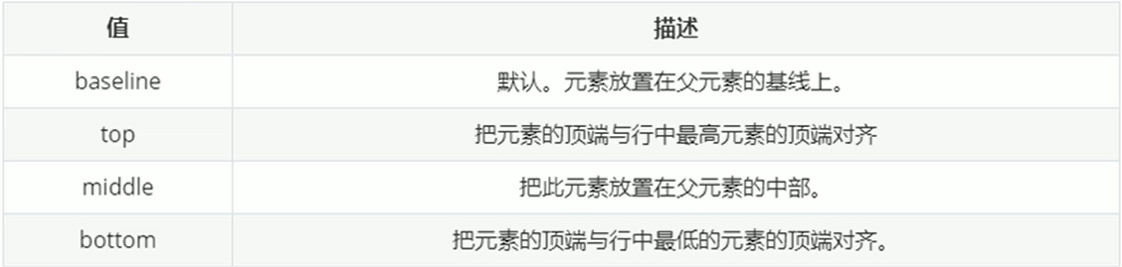 值 描述
baseline 默认。元素放置在父元素的基线上。
top 把元素的顶端与行中最高元素的顶端对齐
middle 把此元素放置在父元素的中部。
bottom 把元素的顶端与行中最低的元素的顶端对齐。